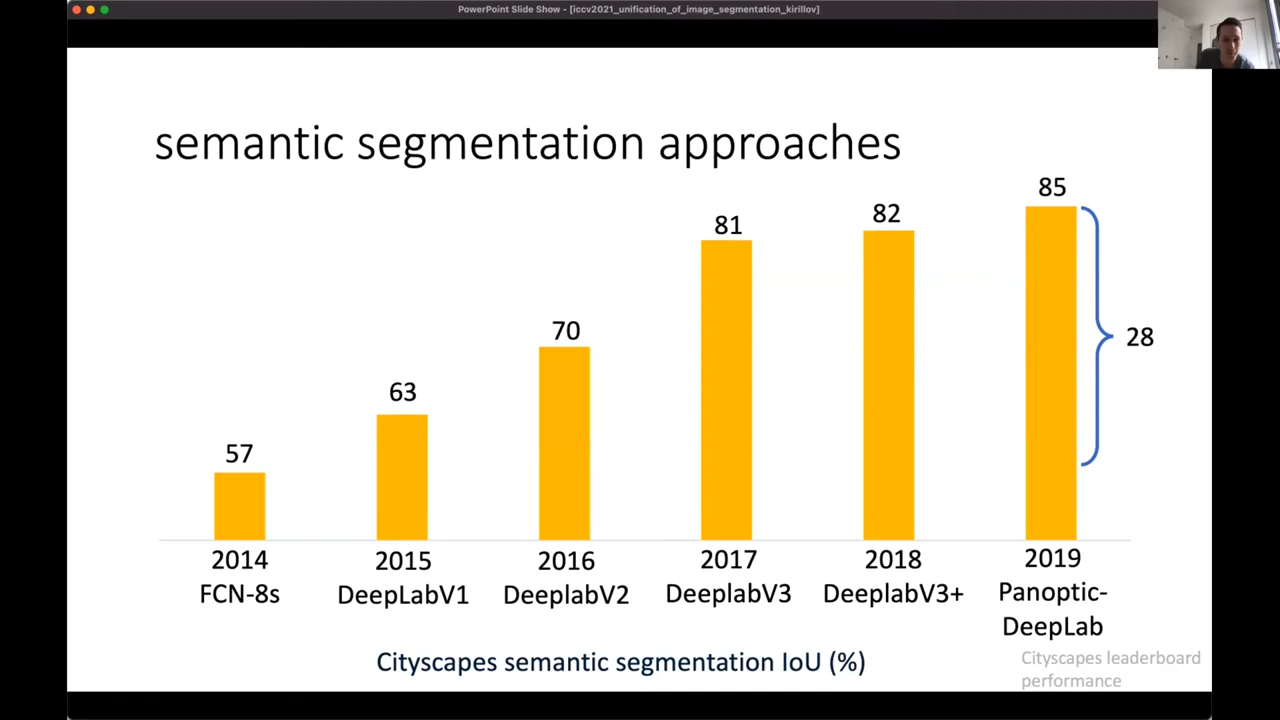 PowerPoint Slide Show - [iccv2021_unification_of_image_segmentation_kirillov]
semantic segmentation approaches
85
82
81
70
63
57
28
2014
FCN-8s
2015
DeepLabV1
2016
DeeplabV2
2017
DeeplabV3
2018
DeeplabV3+
2019
Panoptic-
DeepLab
Cityscapes semantic segmentation IoU (%)
Cityscapes leaderboard
performance